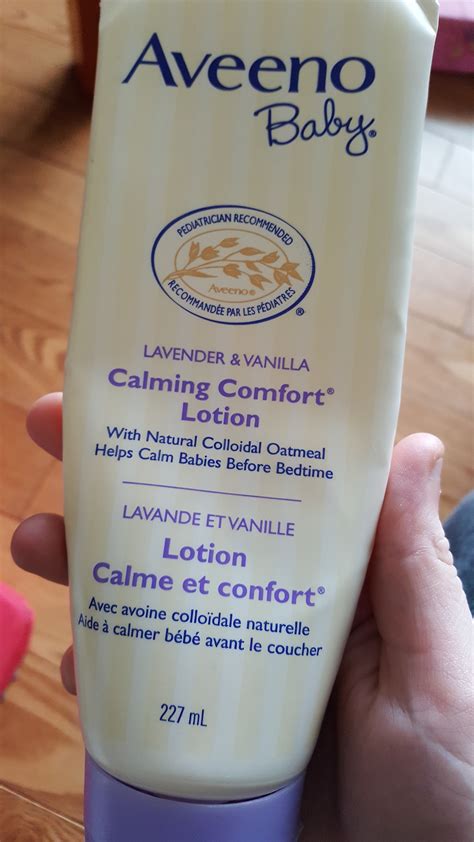 Aveeno
Baby®
PEDIATRICIAN RECOMMENDED
Aveeno®
RECOMMANDÉE PAR LES PÉDIATRES
®
LAVENDER & VANILLA
Calming Comfort®
Lotion
With Natural Colloidal Oatmeal
Helps Calm Babies Before Bedtime
LAVANDE ET VANILLE
Lotion
Calme et confort®
Avec avoine colloïdale naturelle
Aide à calmer bébé avant le coucher
227 mL